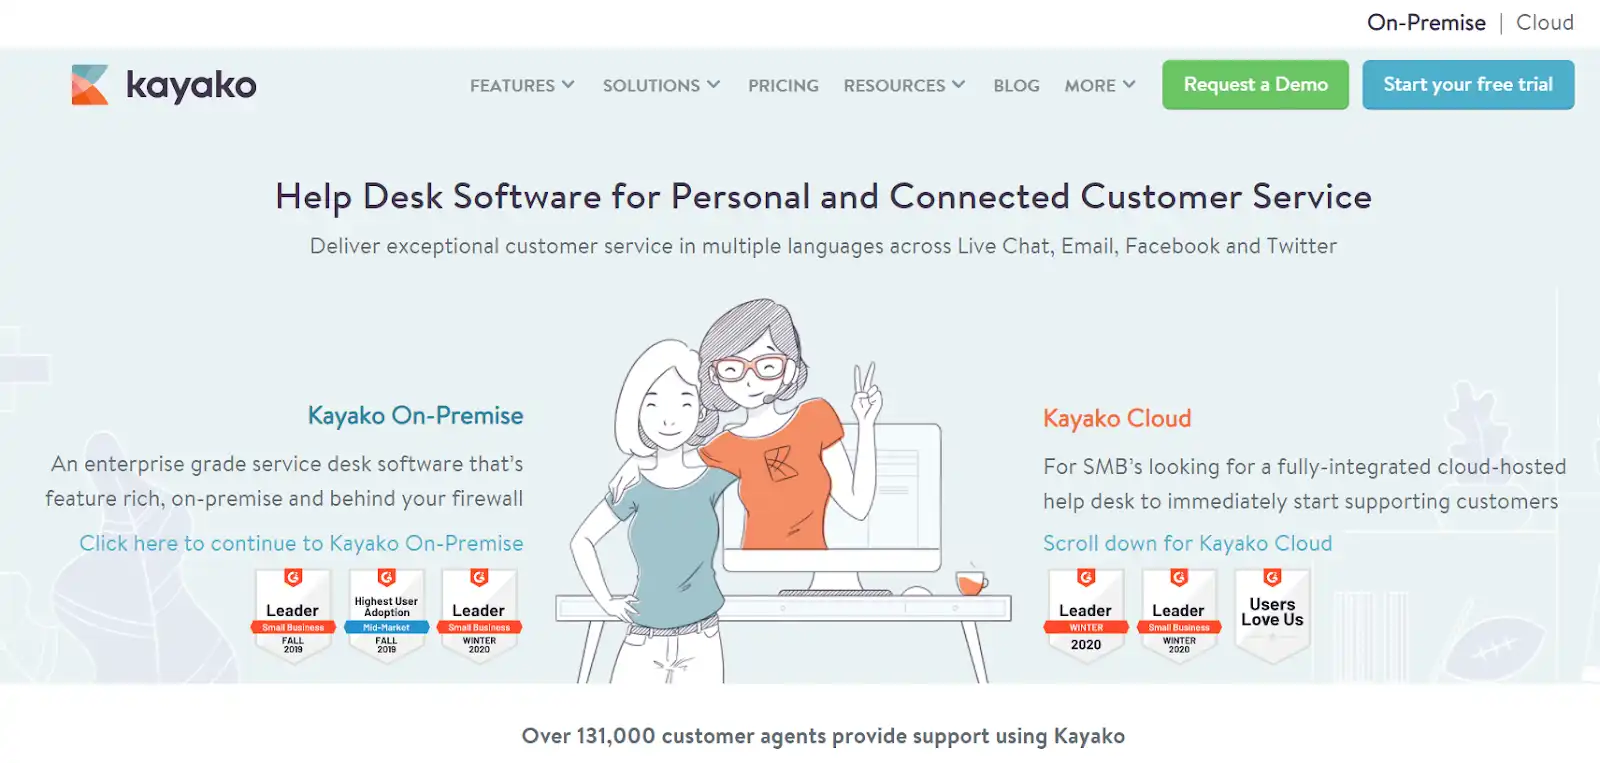 On-Premise | Cloud
kayako
FEATURES SOLUTIONS PRICING RESOURCES BLOG MORE Request a Demo Start your free trial
Help Desk Software for Personal and Connected Customer Service
Deliver exceptional customer service in multiple languages across Live Chat, Email, Facebook and Twitter
Kayako On-Premise
An enterprise grade service desk software that's
feature rich, on-premise and behind your firewall
Click here to continue to Kayako On-Premise
Leader
Small Business
FALL
2019
Highest User
Adoption
Mid-Market
FALL
2019
Leader
Small Business
WINTER
2020
Kayako Cloud
For SMB's looking for a fully-integrated cloud-hosted
help desk to immediately start supporting customers
Scroll down for Kayako Cloud
Leader
WINTER
2020
Leader
Small Business
WINTER
2020
Users
Love Us
Over 131,000 customer agents provide support using Kayako